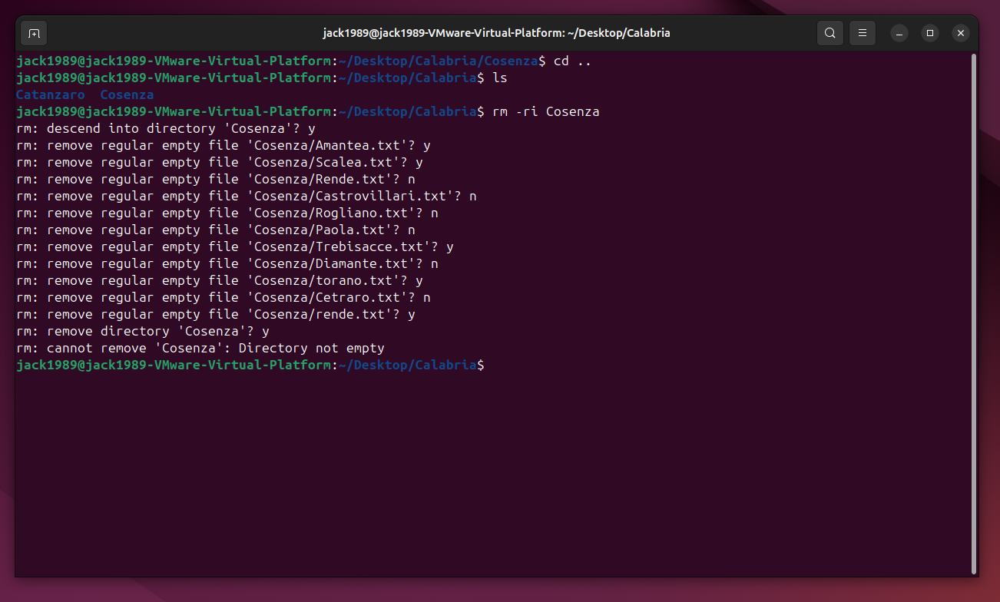 jack1989@jack1989-VMware-Virtual-Platform: ~/Desktop/Calabria
jack1989@jack1989-VMware-Virtual-Platform:~/Desktop/Calabria/Cosenza$ cd ..
jack1989@jack1989-VMware-Virtual-Platform:~/Desktop/Calabria$ ls
Catanzaro  Cosenza
jack1989@jack1989-VMware-Virtual-Platform:~/Desktop/Calabria$ rm -ri Cosenza
rm: descend into directory 'Cosenza'? y
rm: remove regular empty file 'Cosenza/Amantea.txt'? y
rm: remove regular empty file 'Cosenza/Scalea.txt'? y
rm: remove regular empty file 'Cosenza/Rende.txt'? n
rm: remove regular empty file 'Cosenza/Castrovillari.txt'? n
rm: remove regular empty file 'Cosenza/Rogliano.txt'? n
rm: remove regular empty file 'Cosenza/Paola.txt'? n
rm: remove regular empty file 'Cosenza/Trebisacce.txt'? y
rm: remove regular empty file 'Cosenza/Diamante.txt'? n
rm: remove regular empty file 'Cosenza/torano.txt'? y
rm: remove regular empty file 'Cosenza/Cetraro.txt'? n
rm: remove regular empty file 'Cosenza/rende.txt'? y
rm: remove directory 'Cosenza'? y
rm: cannot remove 'Cosenza': Directory not empty
jack1989@jack1989-VMware-Virtual-Platform:~/Desktop/Calabria$